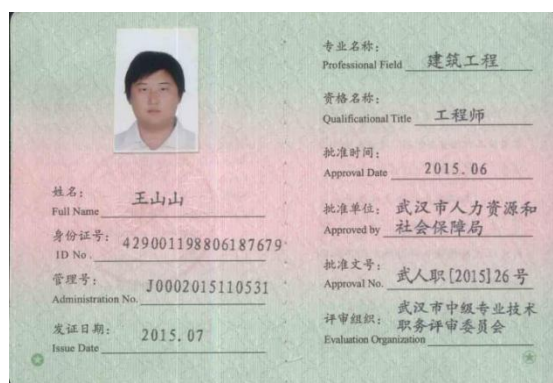 姓名：
Full Name 王山山
身份证号：
ID No. 429001198806187679
管理号：
Administration No. J0002015110531
发证日期：
Issue Date 2015.07
专业名称：
Professional Field 建筑工程
资格名称：
Qualificational Title 工程师
批准时间：
Approval Date 2015.06
批准单位：武汉市人力资源和
Approved by 社会保障局
批准文号：
Approval No. 武人职[2015]26号
武汉市中级专业技术
评审组织：职务评审委员会
Evaluation Organization